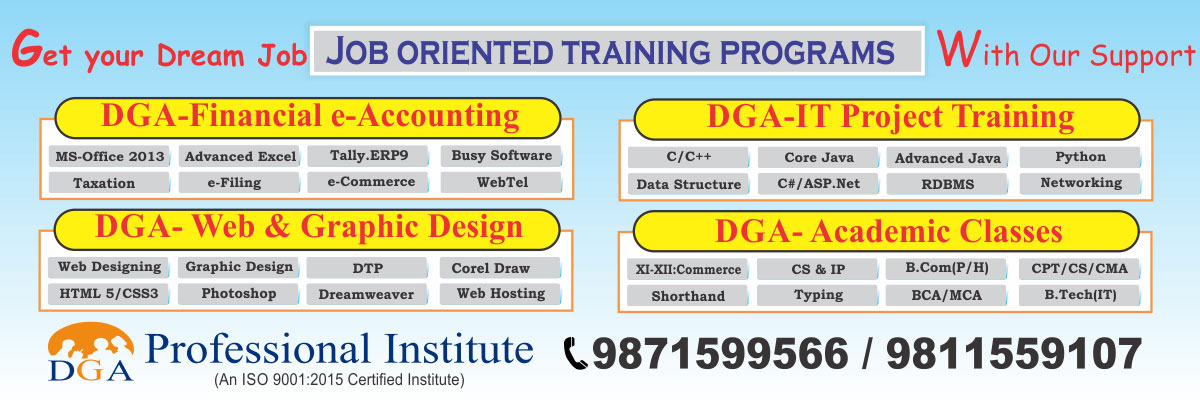 Get your Dream Job JOB ORIENTED TRAINING PROGRAMS With Our Support
DGA-Financial e-Accounting
MS-Office 2013 Advanced Excel Tally.ERP9 Busy Software
Taxation e-Filing e-Commerce WebTel
DGA-IT Project Training
C/C++ Core Java Advanced Java Python
Data Structure C#/ASP.Net RDBMS Networking
DGA- Web & Graphic Design
Web Designing Graphic Design DTP Corel Draw
HTML 5/CSS3 Photoshop Dreamweaver Web Hosting
DGA- Academic Classes
XI-XII:Commerce CS & IP B.Com(P/H) CPT/CS/CMA
Shorthand Typing BCA/MCA B.Tech(IT)
DGA Professional Institute
(An ISO 9001:2015 Certified Institute)
9871599566 / 9811559107